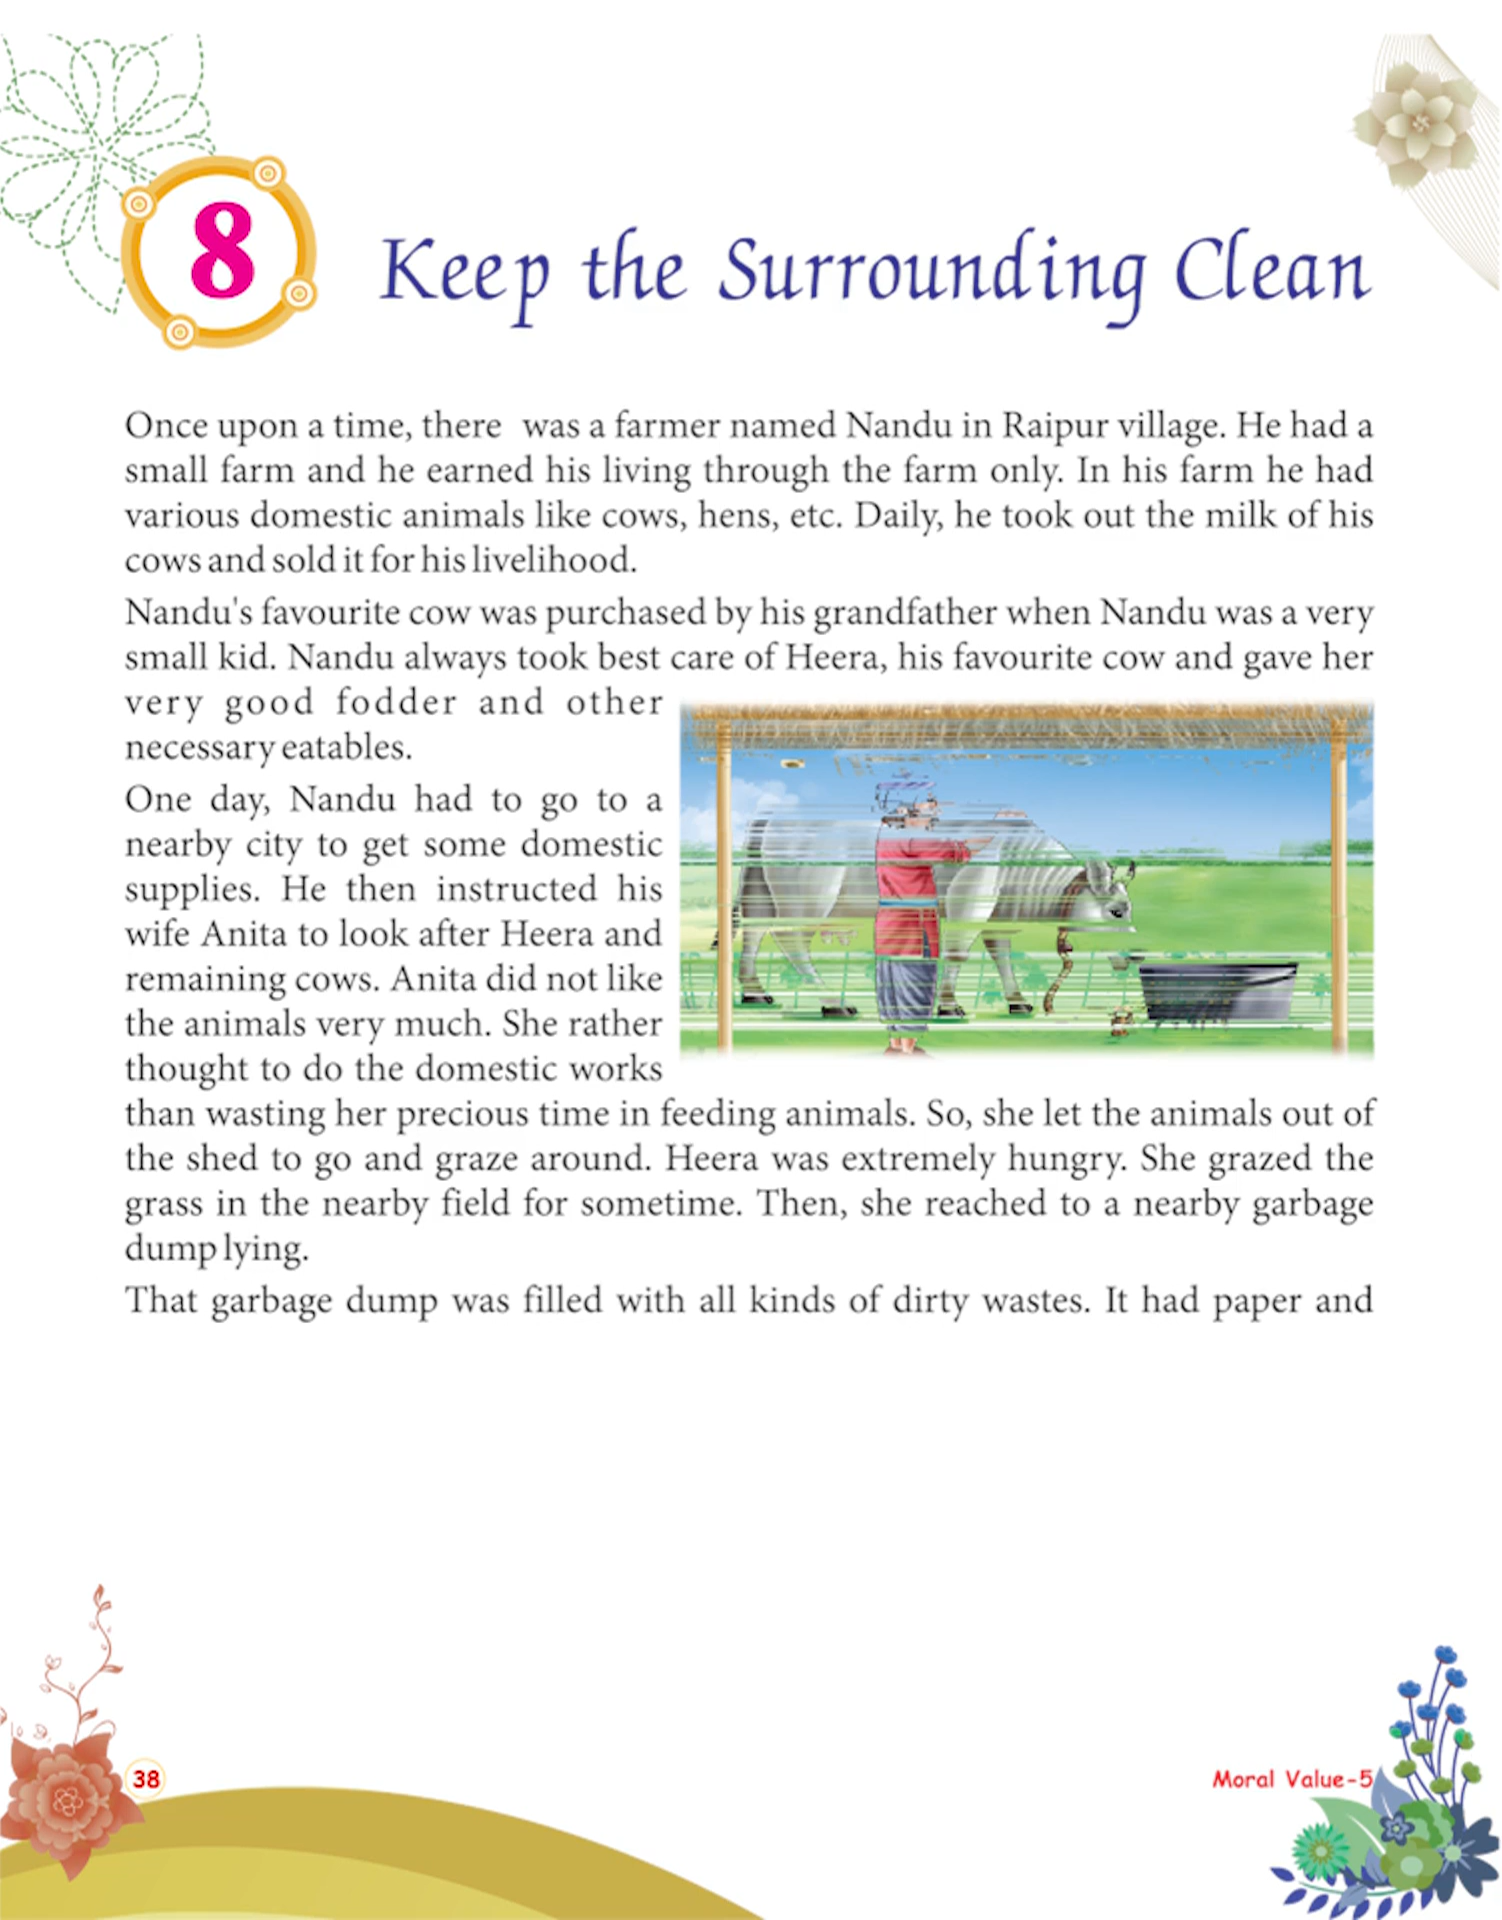 8
Keep the Surrounding Clean
Once upon a time, there was a farmer named Nandu in Raipur village. He had a
small farm and he earned his living through the farm only. In his farm he had
various domestic animals like cows, hens, etc. Daily, he took out the milk of his
cows and sold it for his livelihood.
Nandu's favourite cow was purchased by his grandfather when Nandu was a very
small kid. Nandu always took best care of Heera, his favourite cow and gave her
very good fodder and other
necessary eatables.
One day, Nandu had to go to a
nearby city to get some domestic
supplies. He then instructed his
wife Anita to look after Heera and
remaining cows. Anita did not like
the animals very much. She rather
thought to do the domestic works
than wasting her precious time in feeding animals. So, she let the animals out of
the shed to go and graze around. Heera was extremely hungry. She grazed the
grass in the nearby field for sometime. Then, she reached to a nearby garbage
dump lying.
That garbage dump was filled with all kinds of dirty wastes. It had paper and
38
Moral Value-5